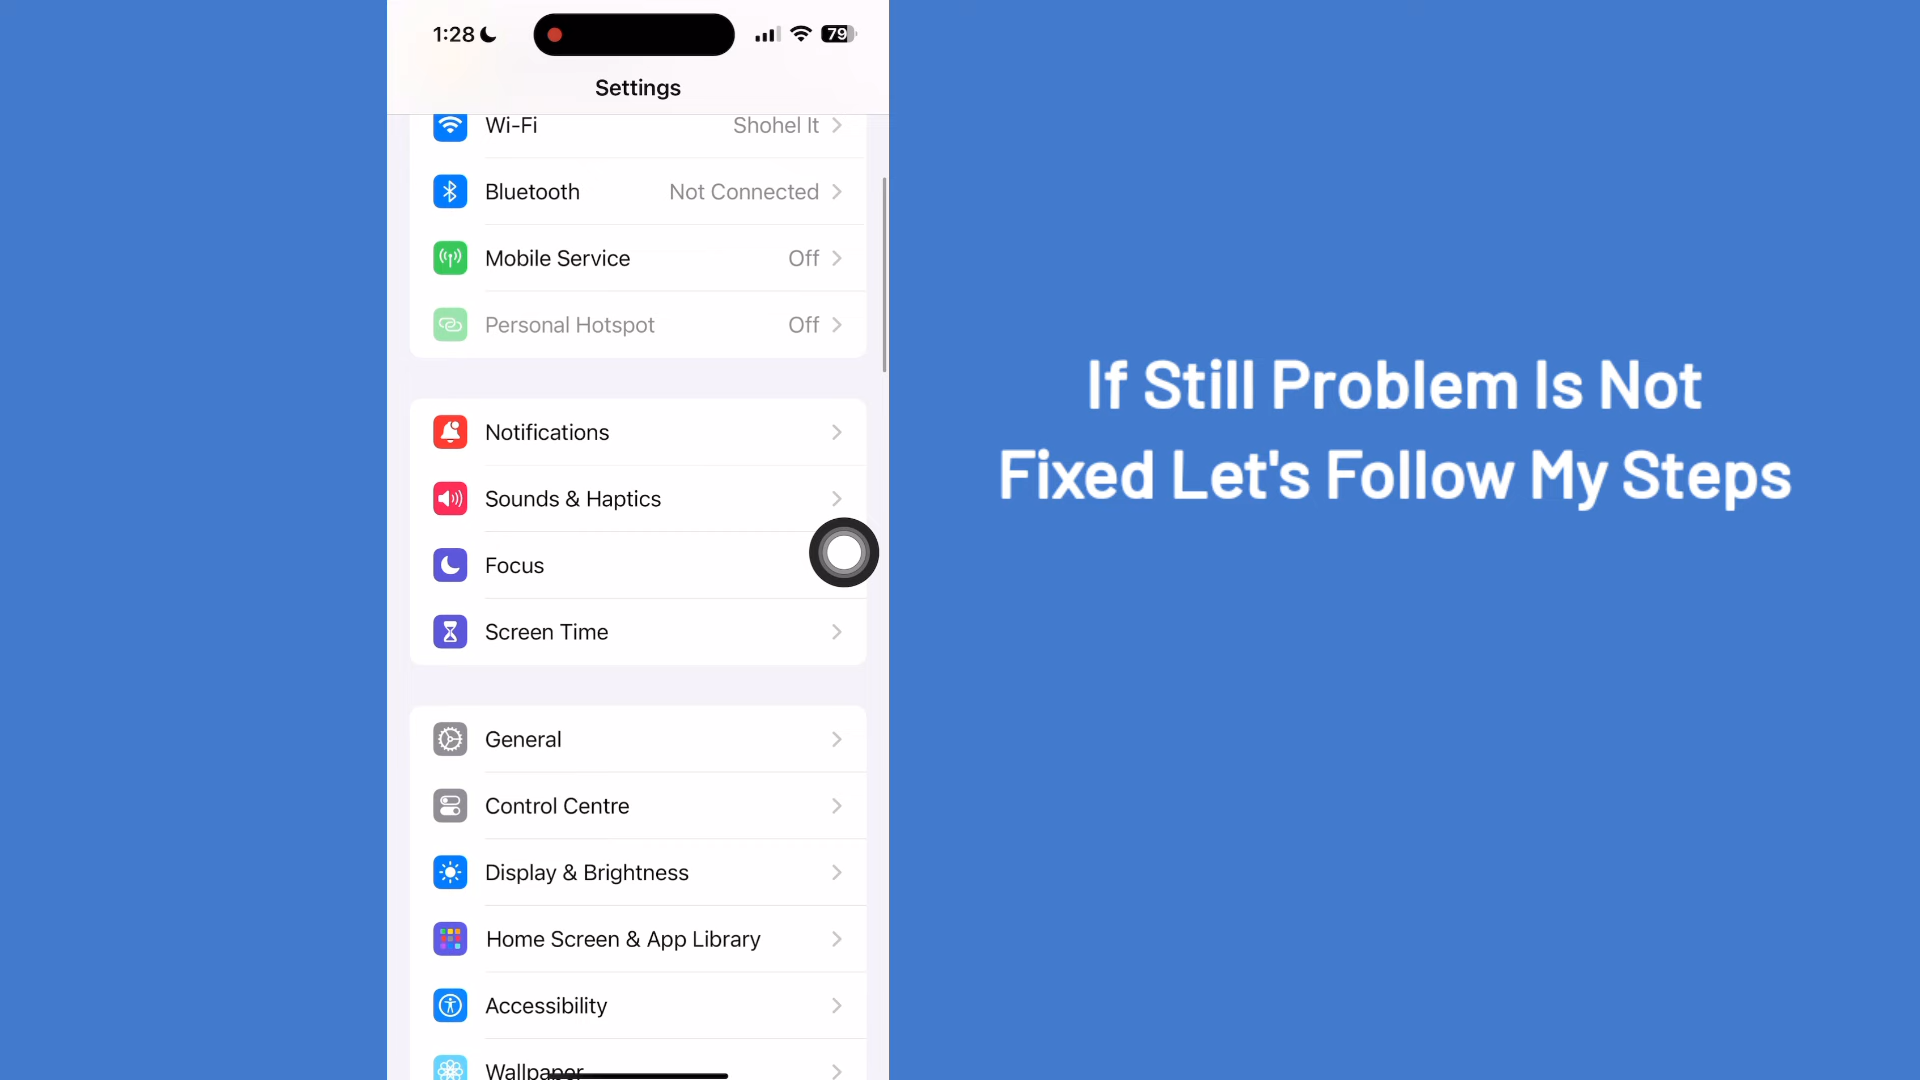 1:28
79
Settings
Wi-Fi Shohel It
Bluetooth Not Connected
Mobile Service Off
Personal Hotspot Off
Notifications
Sounds & Haptics
Focus
Screen Time
General
Control Centre
Display & Brightness
Home Screen & App Library
Accessibility
Wallpaper
If Still Problem Is Not
Fixed Let's Follow My Steps